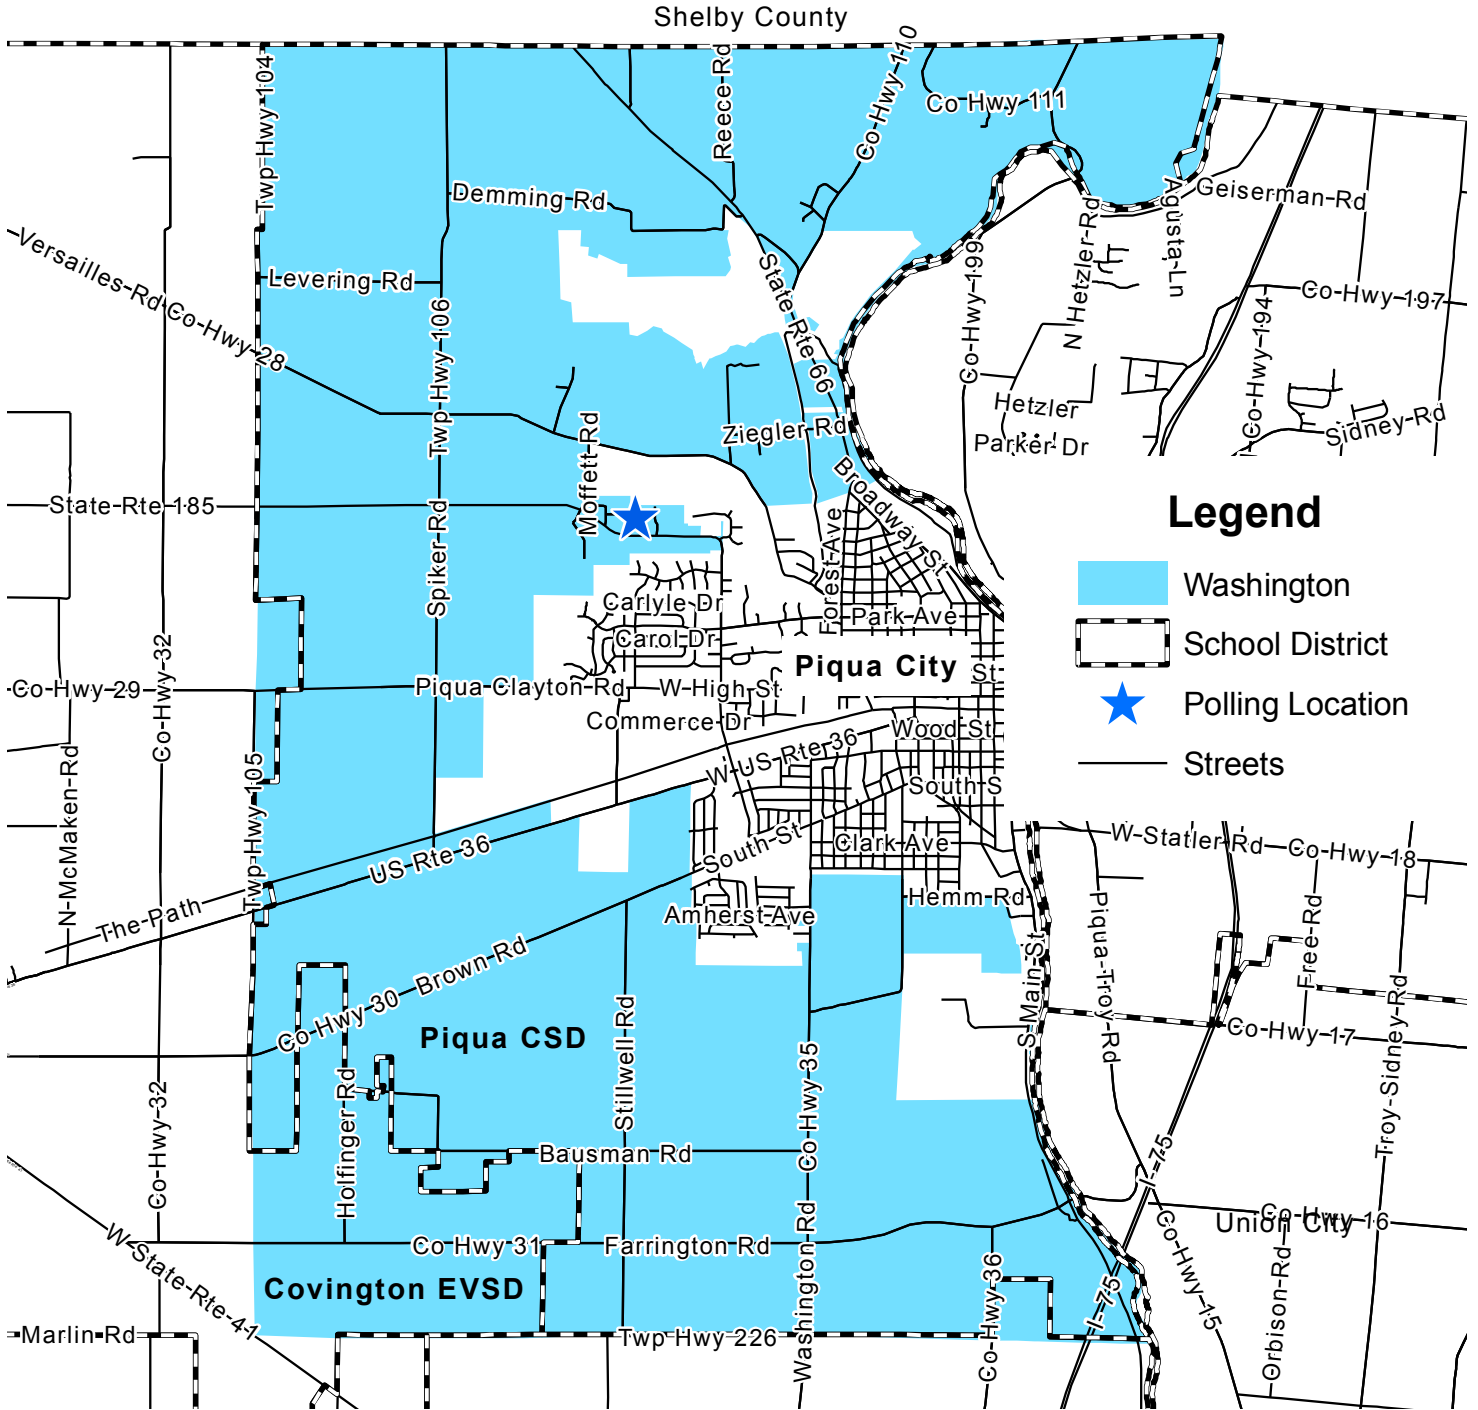 Shelby County
Twp Hwy 104
Reece Rd
Co-Hwy-110
Co Hwy 111
Demming Rd
Geiserman-Rd
Agusta-Ln
N Hetzler-Rd
Versailles-Rd Co-Hwy-28
Levering Rd
Twp Hwy 106
State-Rte-66
Co-Hwy-199
Co-Hwy-197
Co-Hwy-194
Hetzler
Parker-Dr
Sidney-Rd
Moffett-Rd
Ziegler Rd
Broadway-St
State-Rte 185
Spiker Rd
Forest-Ave
Legend
Washington
School District
Polling Location
Streets
Carlyle Dr
Park-Ave
Carol Dr
Piqua City
St
Co-Hwy-32
Co-Hwy-29
Piqua Clayton Rd
W-High St
Commerce-Dr
Wood-St
W-US-Rte-36
South-S
N-McMaken-Rd
Twp-Hwy-105
US-Rte 36
South-St
Clark-Ave
W-Statler-Rd
Co-Hwy 18
The-Path
Amherst-Ave
Hemm Rd
Piqua-Troy-Rd
Free-Rd
Co Hwy-30
Brown Rd
Stillwell-Rd
S-Main-St
Troy-Sidney-Rd
Piqua CSD
Co-Hwy-17
Co-Hwy-32
Holfinger Rd
Co Hwy 35
Bausman Rd
I-75
Co-Hwy 16
Union City
W-State-Rte-41
Co Hwy 31
Farrington Rd
Washington Rd
Co-Hwy-36
Co-Hwy-15
Orbison-Rd
Covington EVSD
I-75
Marlin Rd
Twp Hwy 226